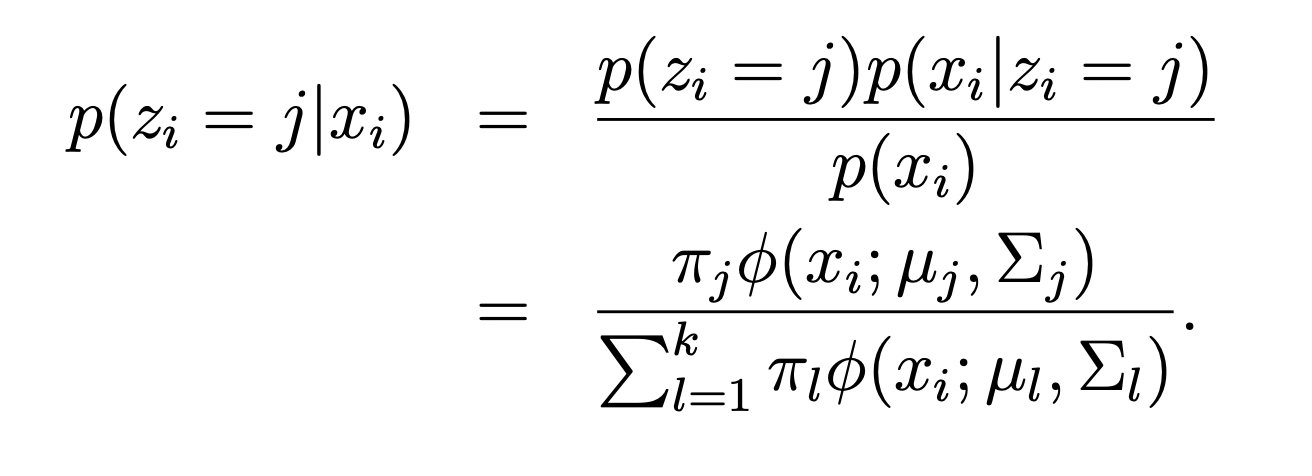 p(z_i = j|x_i) = \frac{p(z_i = j)p(x_i|z_i = j)}{p(x_i)}
= \frac{\pi_j \phi(x_i; \mu_j, \Sigma_j)}{\sum_{l=1}^{k} \pi_l \phi(x_i; \mu_l, \Sigma_l)}.